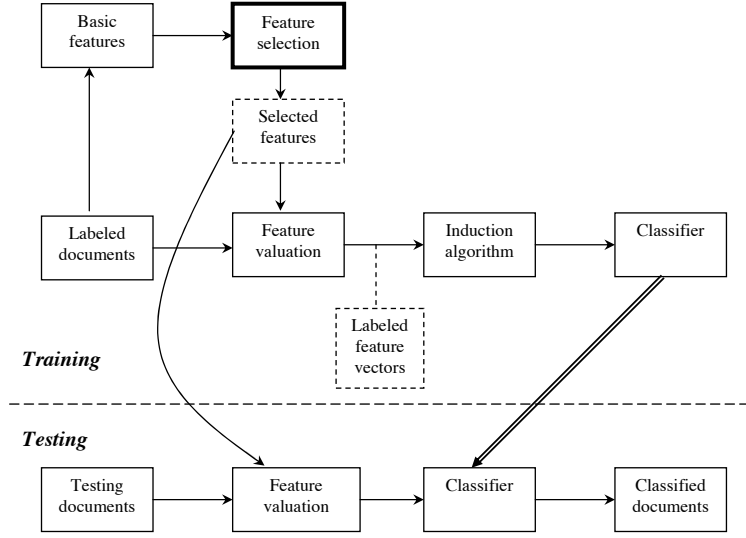 Basic
features
Feature
selection
Selected
features
Labeled
documents
Feature
valuation
Induction
algorithm
Classifier
Labeled
feature
vectors
Training
Testing
Testing
documents
Feature
valuation
Classifier
Classified
documents